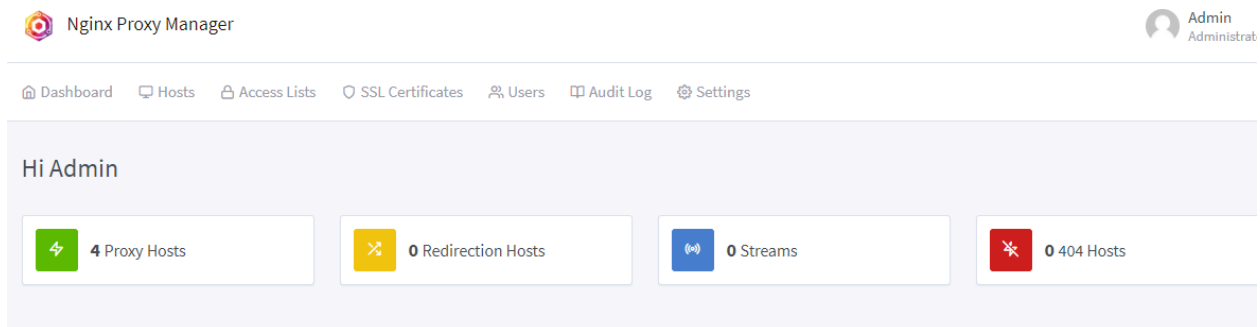 Nginx Proxy Manager
Admin
Dashboard Hosts Access Lists SSL Certificates Users Audit Log Settings
Hi Admin
4 Proxy Hosts 0 Redirection Hosts 0 Streams 0 404 Hosts